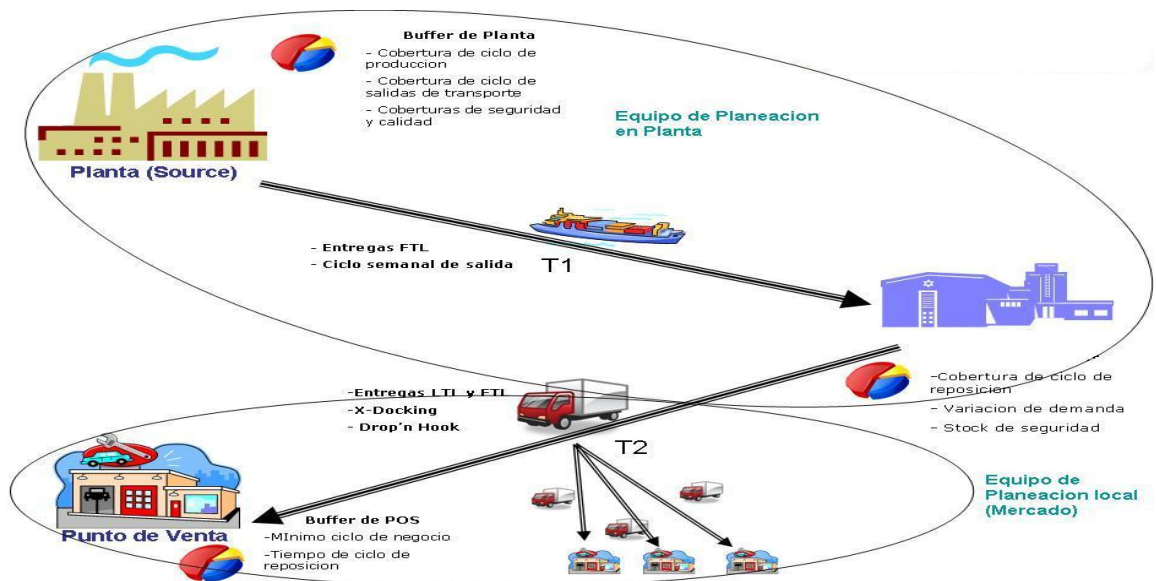 Buffer de Planta
- Cobertura de ciclo de
produccion
- Cobertura de ciclo de
salidas de transporte
- Coberturas de seguridad
y calidad
Equipo de Planeacion
en Planta
Planta (Source)
- Entregas FTL
- Ciclo semanal de salida
T1
-Cobertura de ciclo de
reposicion
- Variacion de demanda
- Stock de seguridad
-Entregas LTL y FTL
-X-Docking
- Drop'n Hook
T2
Equipo de
Planeacion local
(Mercado)
Punto de Venta
Buffer de POS
-MInimo ciclo de negocio
-Tiempo de ciclo de
reposicion